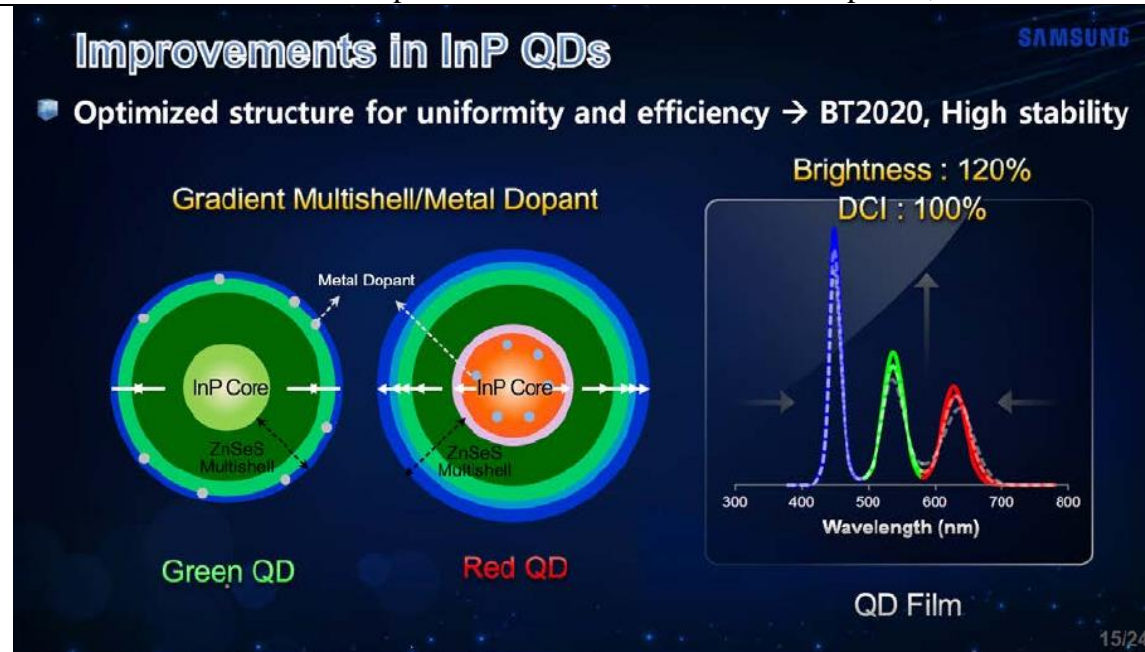 Improvements in InP QDs
SAMSUNG
Optimized structure for uniformity and efficiency → BT2020, High stability
Gradient Multishell/Metal Dopant
Metal Dopant
InP Core
ZnSeS
Multishell
InP Core
ZnSeS
Multishell
Green QD
Red QD
Brightness : 120%
DCI : 100%
300 400 500 600 700 800
Wavelength (nm)
QD Film
15/24